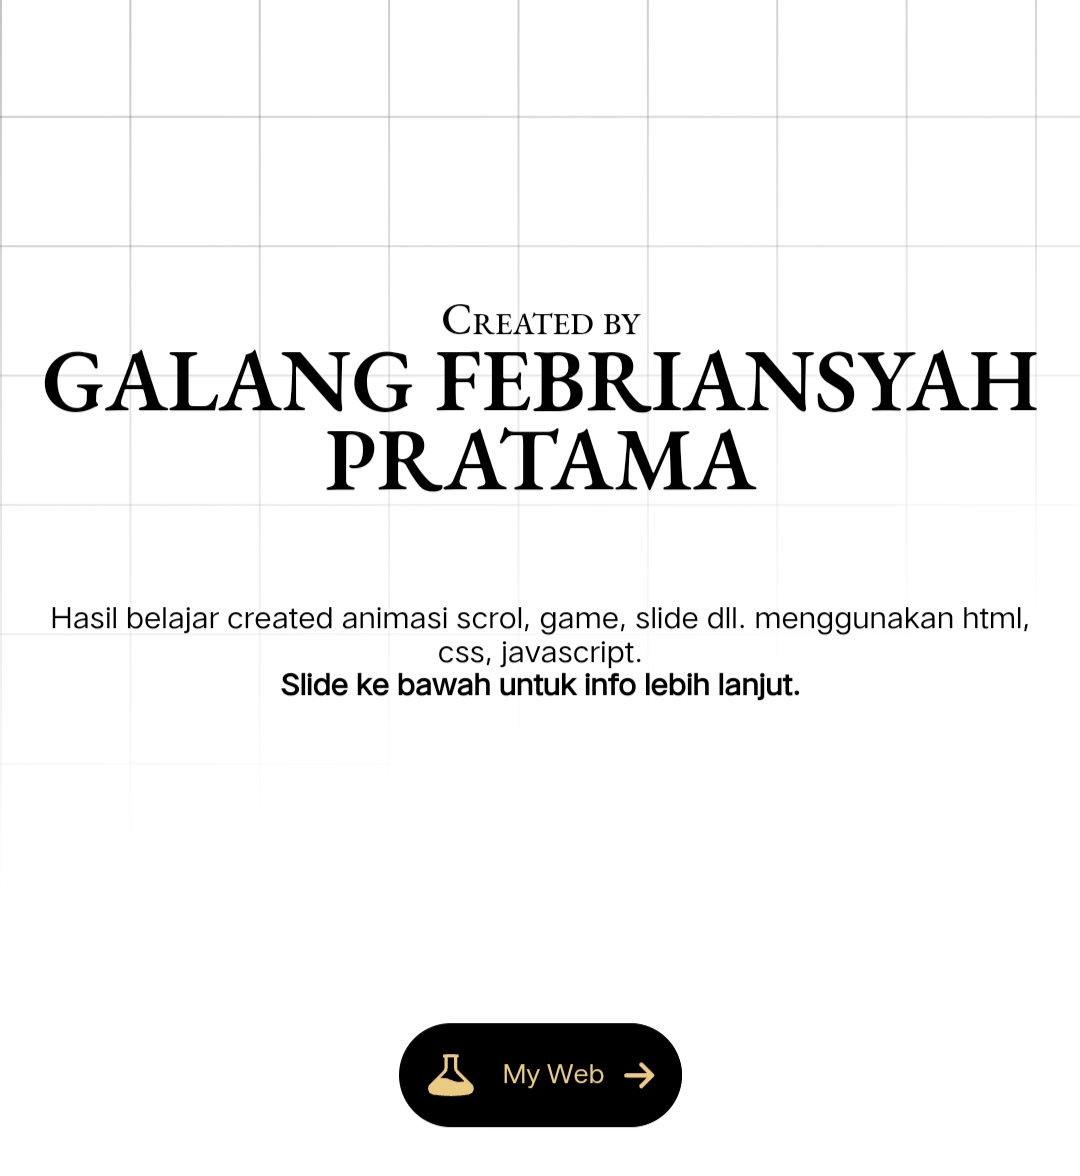 Created by
GALANG FEBRIANSYAH
PRATAMA
Hasil belajar created animasi scrol, game, slide dll. menggunakan html,
css, javascript.
Slide ke bawah untuk info lebih lanjut.
My Web